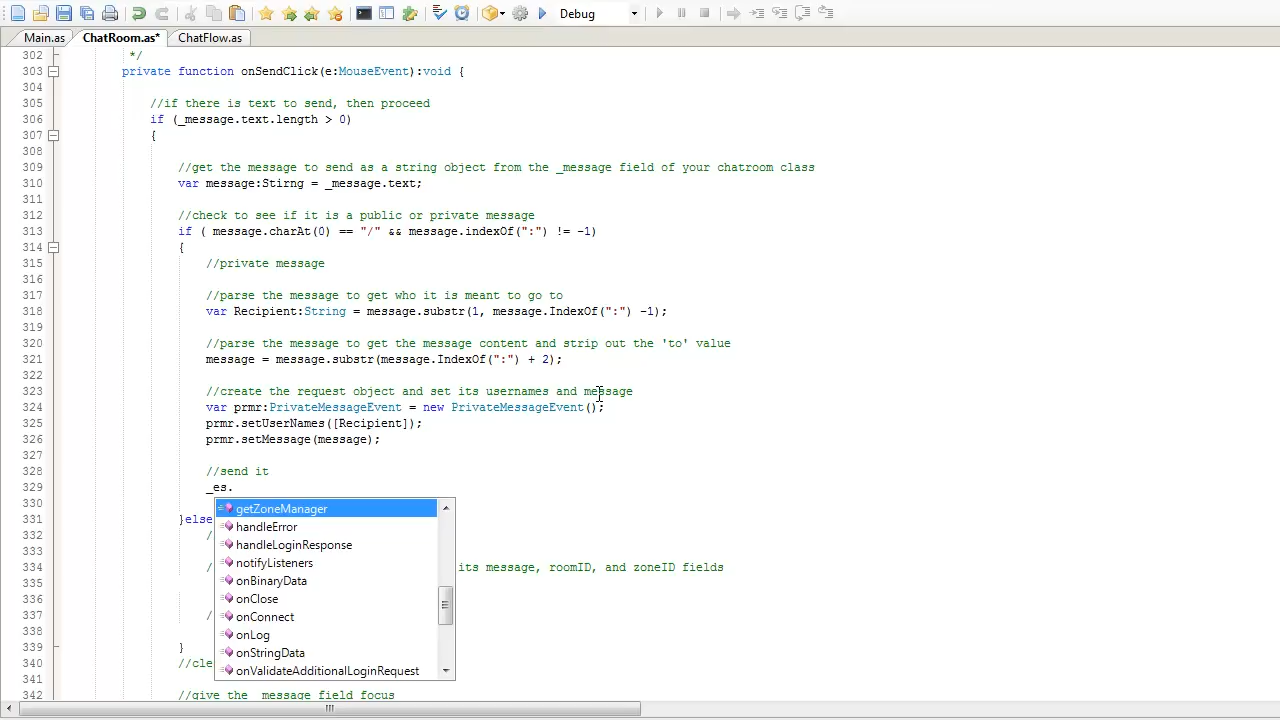 Debug
Main.as ChatRoom.as* ChatFlow.as
302 */
303 private function onSendClick(e:MouseEvent):void {
304
305 //if there is text to send, then proceed
306 if (_message.text.length > 0)
307 {
308
309 //get the message to send as a string object from the _message field of your chatroom class
310 var message:Stirng = _message.text;
311
312 //check to see if it is a public or private message
313 if ( message.charAt(0) == "/" && message.indexOf(":") != -1)
314 {
315 //private message
316
317 //parse the message to get who it is meant to go to
318 var Recipient:String = message.substr(1, message.IndexOf(":") -1);
319
320 //parse the message to get the message content and strip out the 'to' value
321 message = message.substr(message.IndexOf(":") + 2);
322
323 //create the request object and set its usernames and message
324 var prmr:PrivateMessageEvent = new PrivateMessageEvent();
325 prmr.setUserNames([Recipient]);
326 prmr.setMessage(message);
327
328 //send it
329 _es.
330 getZoneManager
331 }else handleError
332 / handleLoginResponse
333 notifyListeners
334 / its message, roomID, and zoneID fields
335 onBinaryData
336 onClose
337 / onConnect
338 onLog
339 } onStringData
340 //cle onValidateAdditionalLoginRequest
341
342 //give the _message field focus